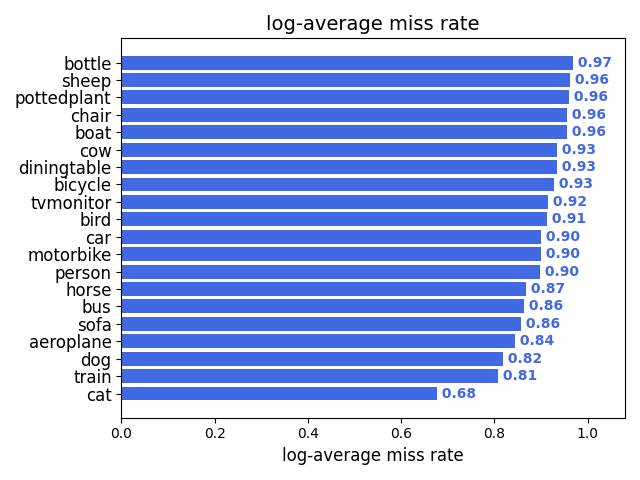 log-average miss rate
bottle 0.97
sheep 0.96
pottedplant 0.96
chair 0.96
boat 0.96
cow 0.93
diningtable 0.93
bicycle 0.93
tvmonitor 0.92
bird 0.91
car 0.90
motorbike 0.90
person 0.90
horse 0.87
bus 0.86
sofa 0.86
aeroplane 0.84
dog 0.82
train 0.81
cat 0.68
0.0 0.2 0.4 0.6 0.8 1.0
log-average miss rate